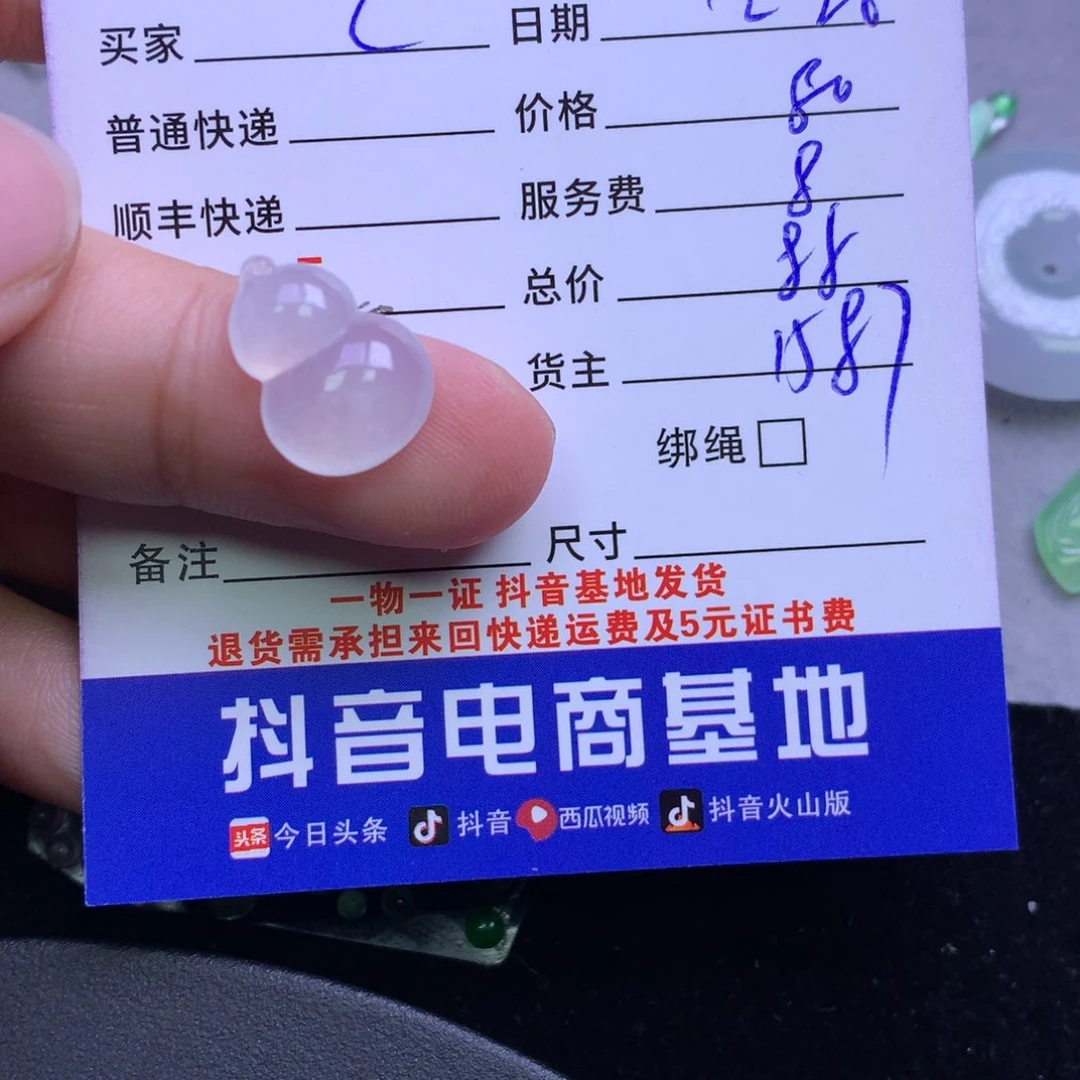 买家 日期
普通快递 价格 80
顺丰快递 服务费 8
总价 88
货主 1587
绑绳
备注 尺寸
一物一证 抖音基地发货
退货需承担来回快递运费及5元证书费
抖音电商基地
头条 今日头条 抖音 西瓜视频 抖音火山版